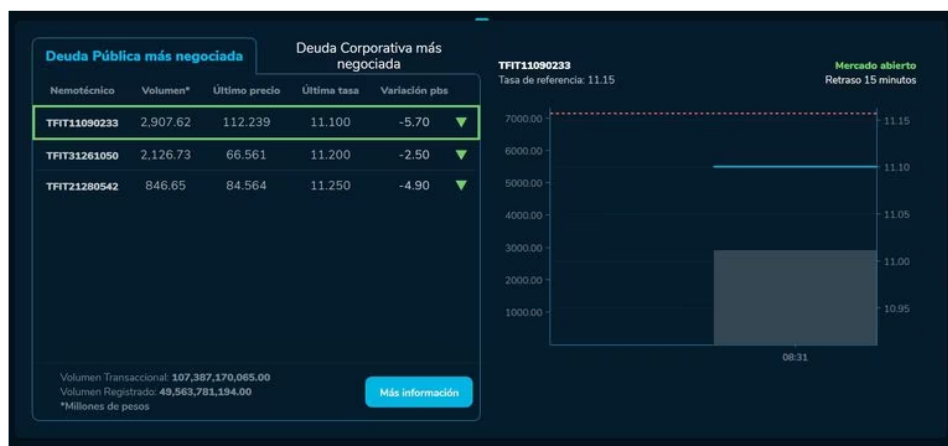 Deuda Pública más negociada
Deuda Corporativa más
negociada
Nemotécnico Volumen* Último precio Última tasa Variación pbs
TFIT11090233 2,907.62 112.239 11.100 -5.70 ▼
TFIT31261050 2,126.73 66.561 11.200 -2.50 ▼
TFIT21280542 846.65 84.564 11.250 -4.90 ▼
Volumen Transaccional: 107,387,170,065.00
Volumen Registrado: 49,563,781,194.00
*Millones de pesos
Más información
TFIT11090233 Mercado abierto
Tasa de referencia: 11.15 Retraso 15 minutos
7000.00
6000.00
5000.00
4000.00
3000.00
2000.00
1000.00
11.15
11.10
11.05
11.00
10.95
08:31